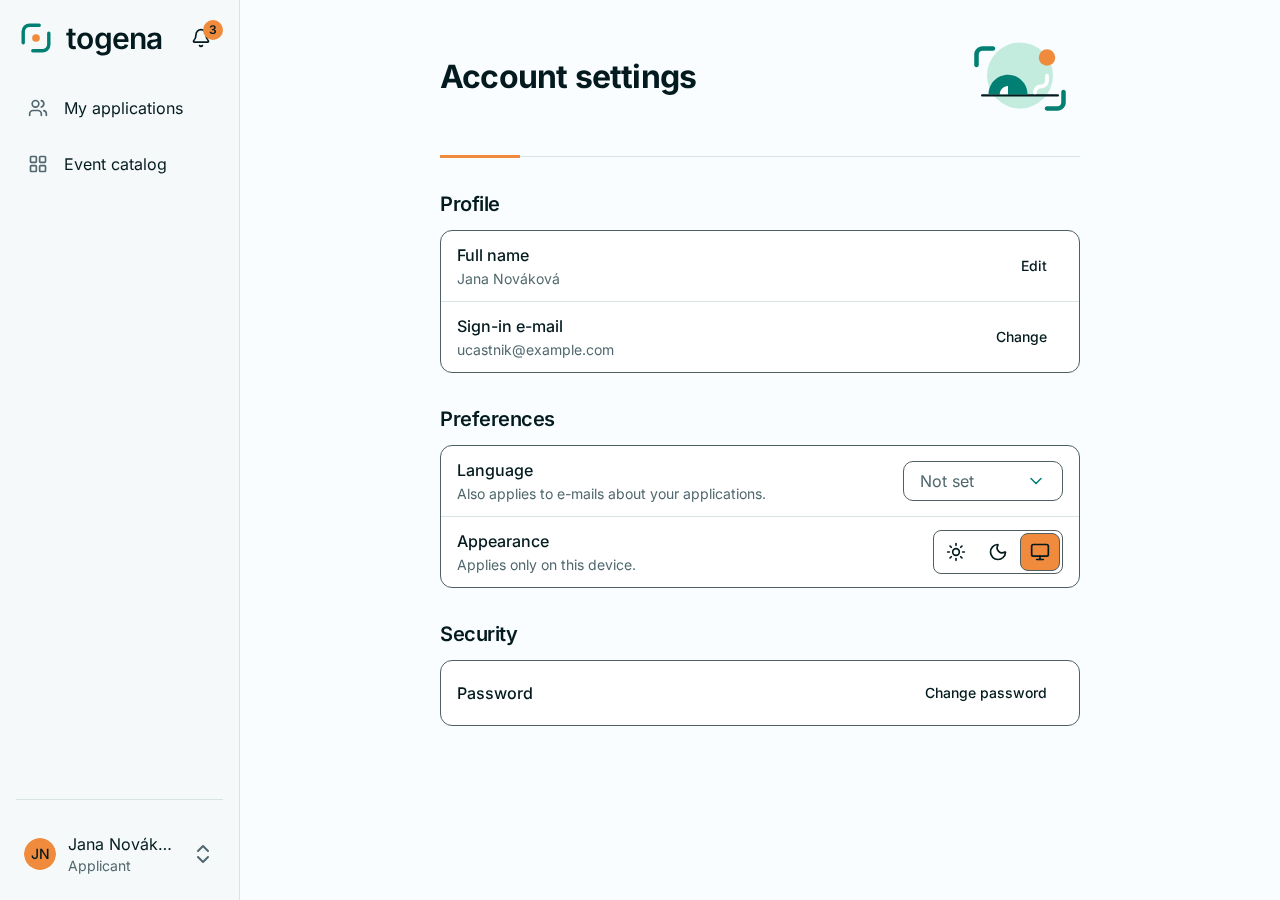 togena
3
My applications
Event catalog
Account settings
Profile
Full name
Jana Nováková
Edit
Sign-in e-mail
ucastnik@example.com
Change
Preferences
Language
Also applies to e-mails about your applications.
Not set
Appearance
Applies only on this device.
Security
Password
Change password
JN
Jana Novák...
Applicant